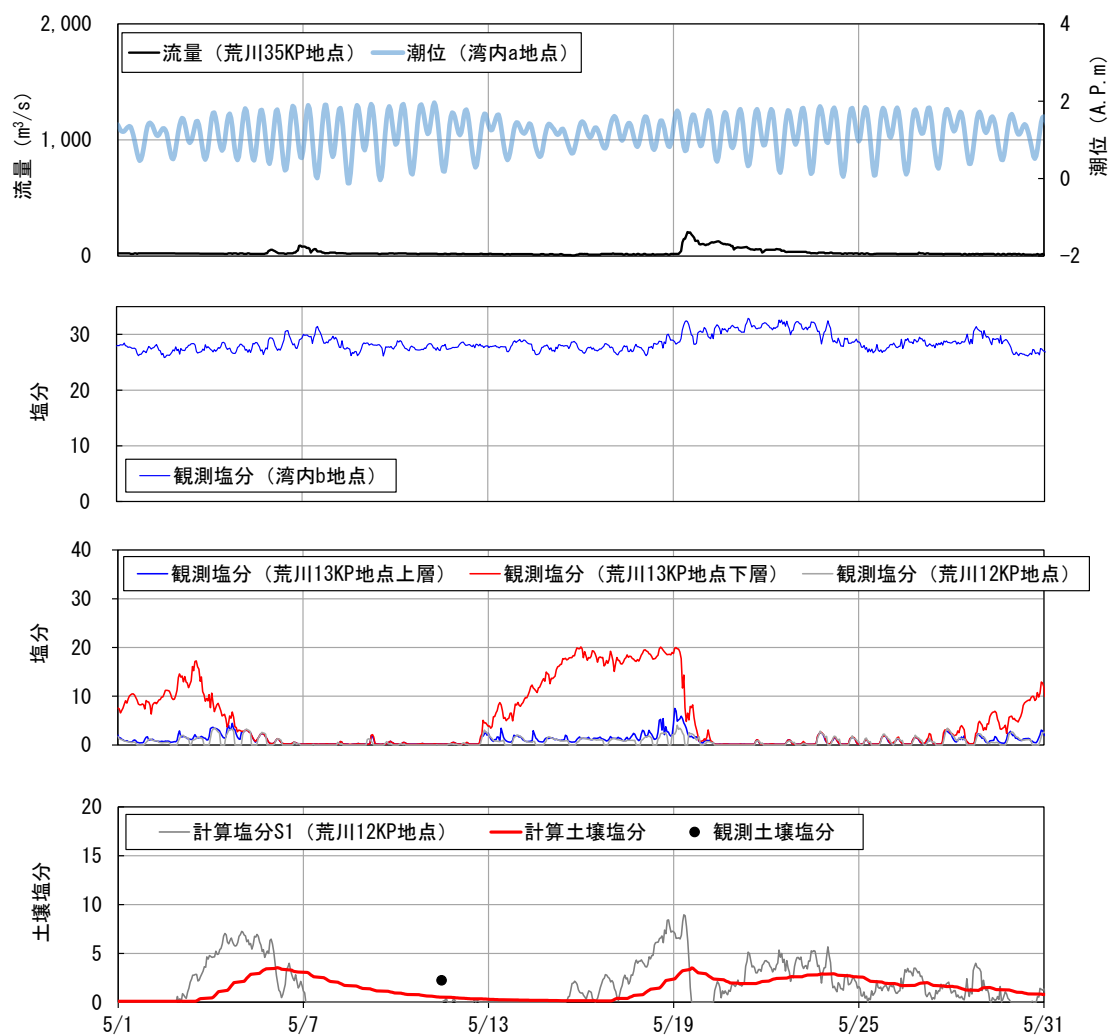 2,000
1,000
0
流量 (m³/s)
流量 (荒川35KP地点)
潮位 (湾内a地点)
4
2
0
-2
潮位 (A.P.m)
30
20
10
0
塩分
観測塩分 (湾内b地点)
40
30
20
10
0
塩分
観測塩分 (荒川13KP地点上層)
観測塩分 (荒川13KP地点下層)
観測塩分 (荒川12KP地点)
20
15
10
5
0
土壌塩分
計算塩分S1 (荒川12KP地点)
計算土壌塩分
観測土壌塩分
5/1
5/7
5/13
5/19
5/25
5/31